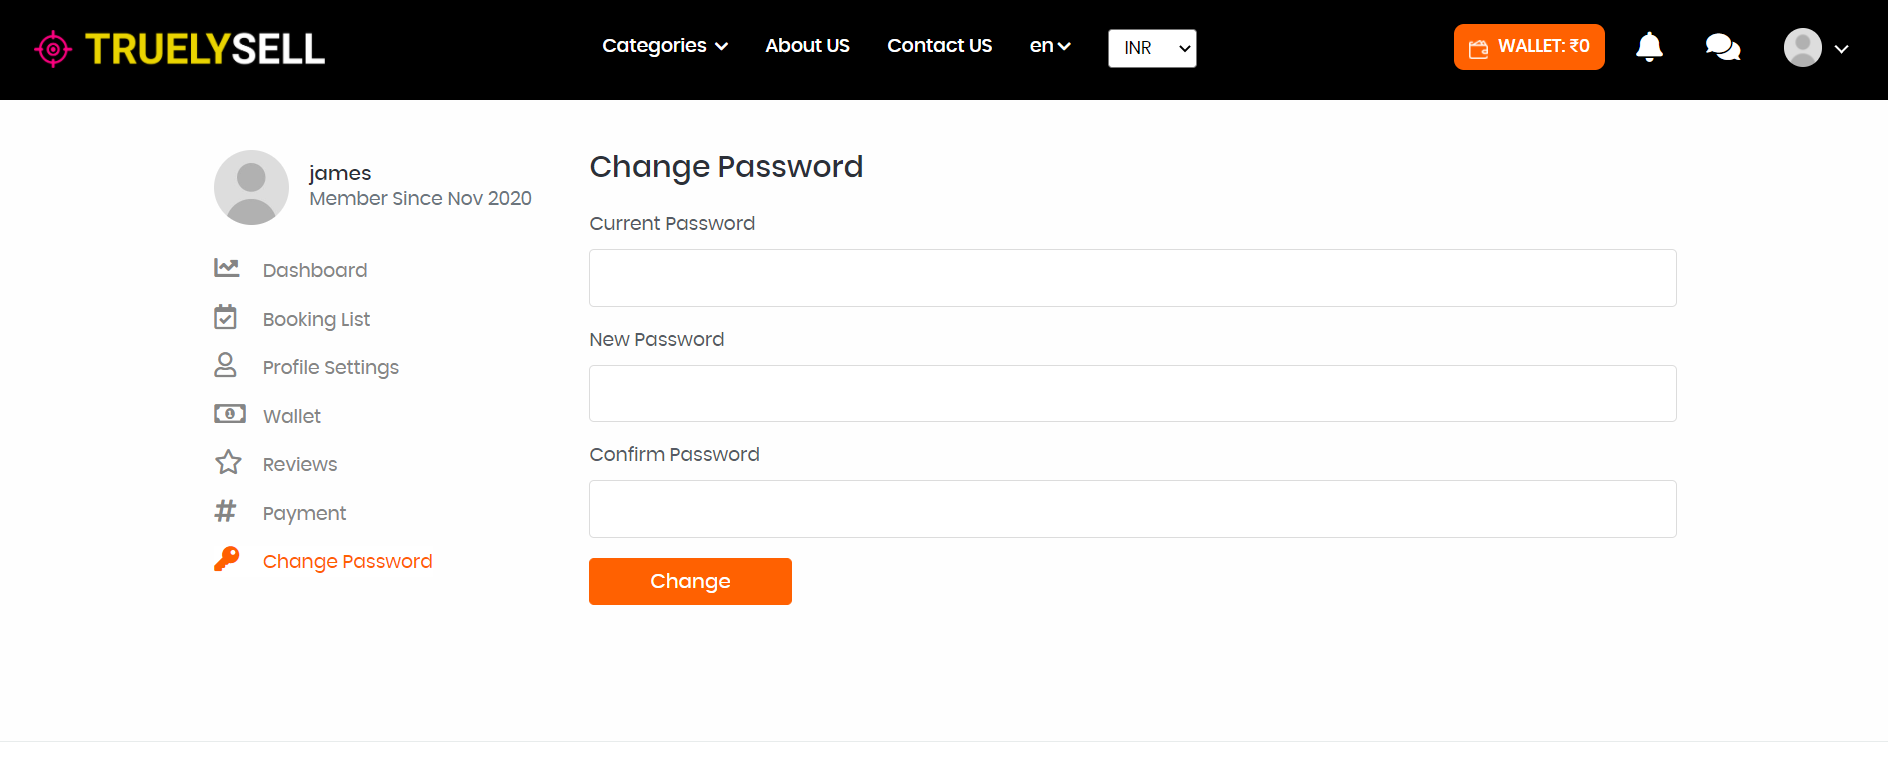 TRUELYSELL
Categories
About US
Contact US
en
INR
WALLET: ₹0
james
Member Since Nov 2020
Dashboard
Booking List
Profile Settings
Wallet
Reviews
Payment
Change Password
Change Password
Current Password
New Password
Confirm Password
Change